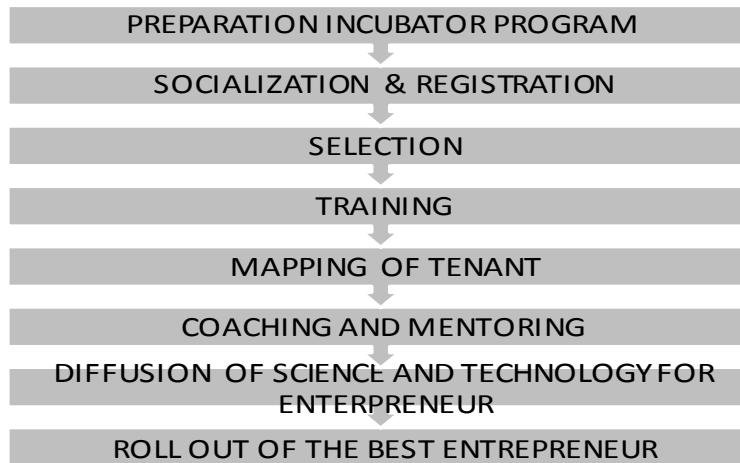 PREPARATION INCUBATOR PROGRAM
SOCIALIZATION & REGISTRATION
SELECTION
TRAINING
MAPPING OF TENANT
COACHING AND MENTORING
DIFFUSION OF SCIENCE AND TECHNOLOGY FOR
ENTERPRENEUR
ROLL OUT OF THE BEST ENTREPRENEUR